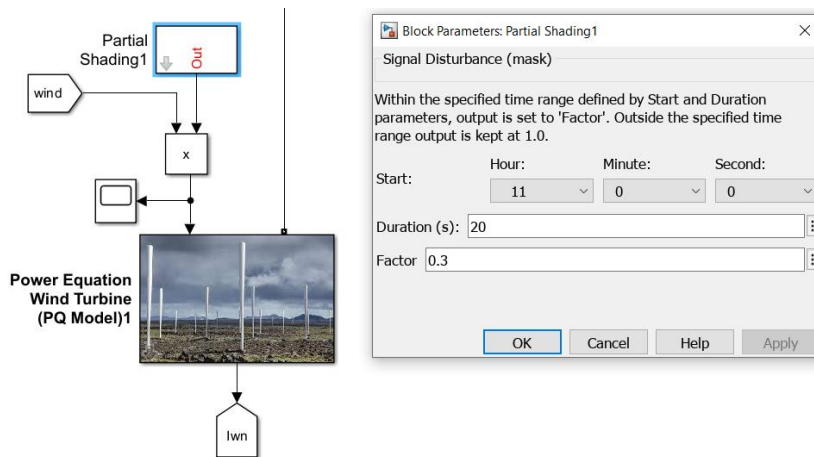 Partial
Shading1
Out
wind
x
Power Equation
Wind Turbine
(PQ Model)1
Iwn
Block Parameters: Partial Shading1
Signal Disturbance (mask)
Within the specified time range defined by Start and Duration
parameters, output is set to 'Factor'. Outside the specified time
range output is kept at 1.0.
Hour: Minute: Second:
Start: 11 0 0
Duration (s): 20
Factor 0.3
OK Cancel Help Apply